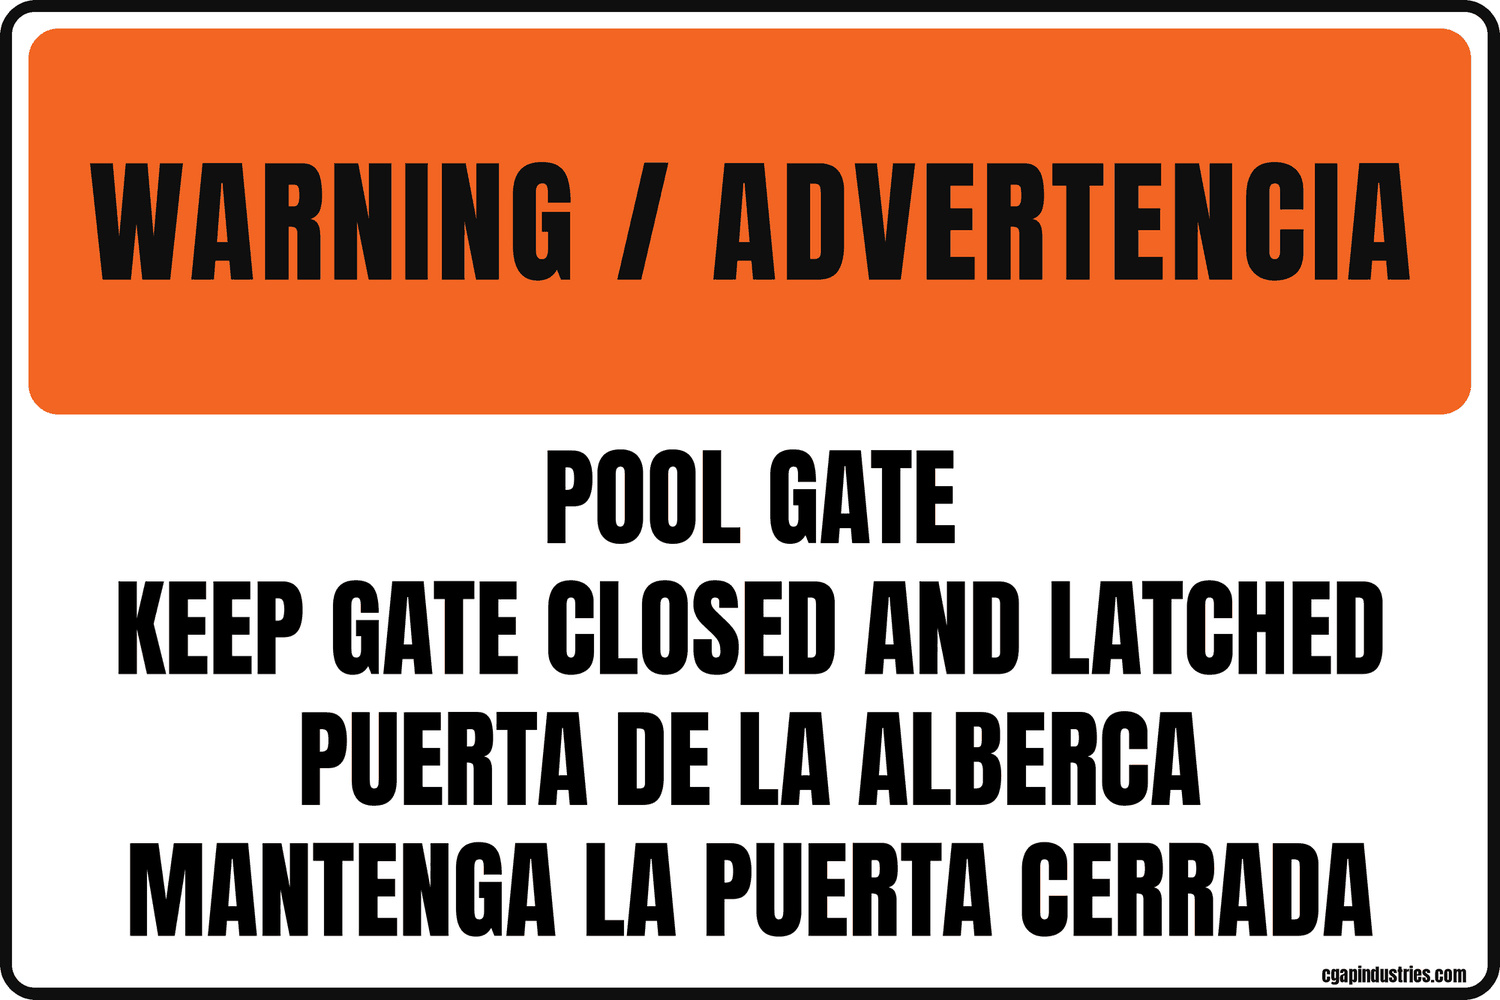 WARNING / ADVERTENCIA
POOL GATE
KEEP GATE CLOSED AND LATCHED
PUERTA DE LA ALBERCA
MANTENGA LA PUERTA CERRADA
cgapindustries.com